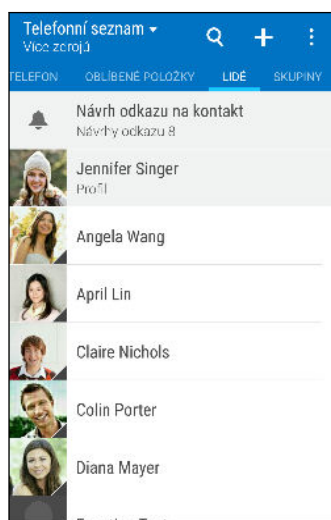 Telefonní seznam
Více zdrojů
TELEFON OBLÍBENÉ POLOŽKY LIDÉ SKUPINY
Návrh odkazu na kontakt
Návrhy odkazu 8
Jennifer Singer
Profil
Angela Wang
April Lin
Claire Nichols
Colin Porter
Diana Mayer